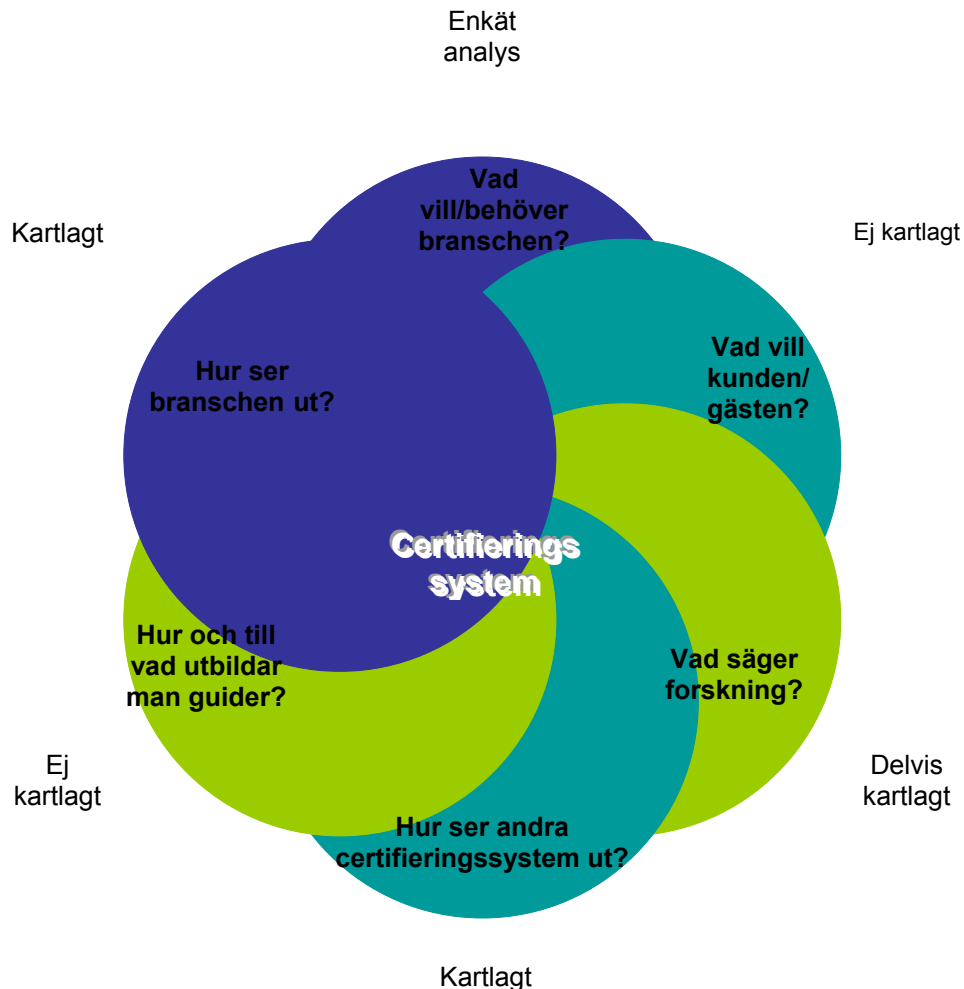 Enkät
analys
Vad
vill/behöver
branschen?
Kartlagt
Ej kartlagt
Vad vill
kunden/
gästen?
Hur ser
branschen ut?
Certifierings
system
Hur och till
vad utbildar
man guider?
Vad säger
forskning?
Ej
kartlagt
Delvis
kartlagt
Hur ser andra
certifieringssystem ut?
Kartlagt